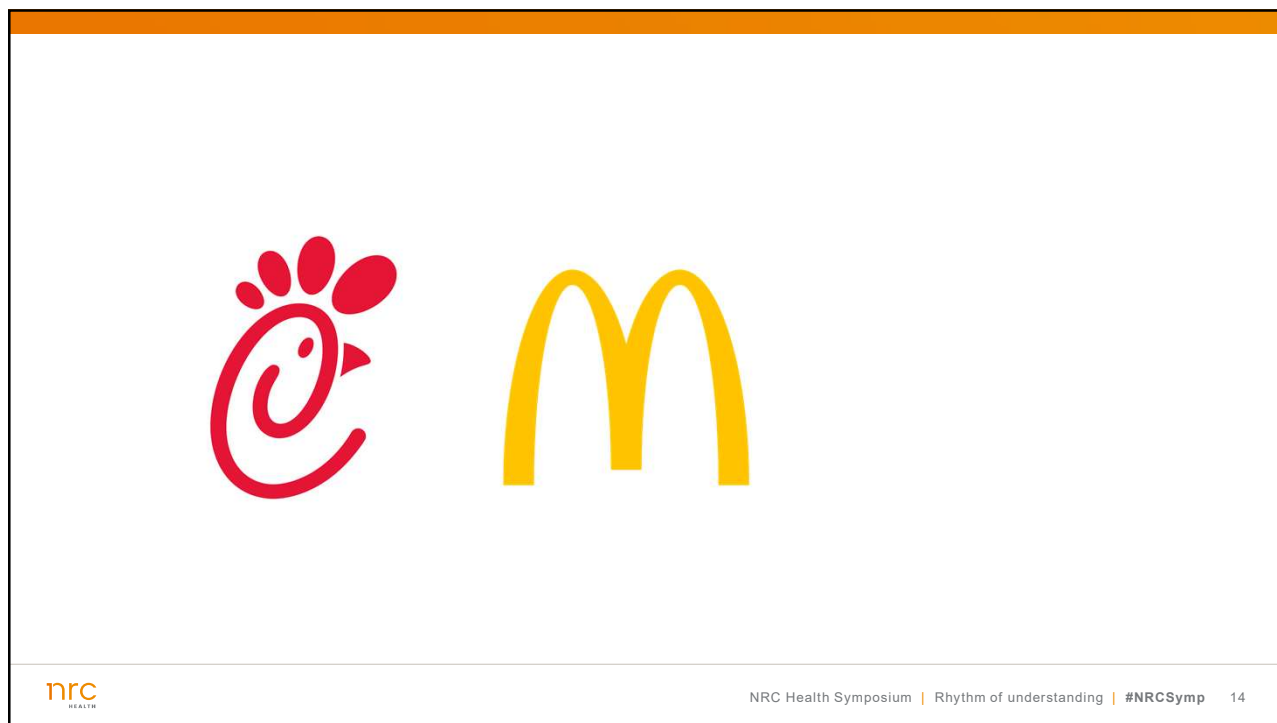 nrc
HEALTH
NRC Health Symposium | Rhythm of understanding | #NRCSymp 14